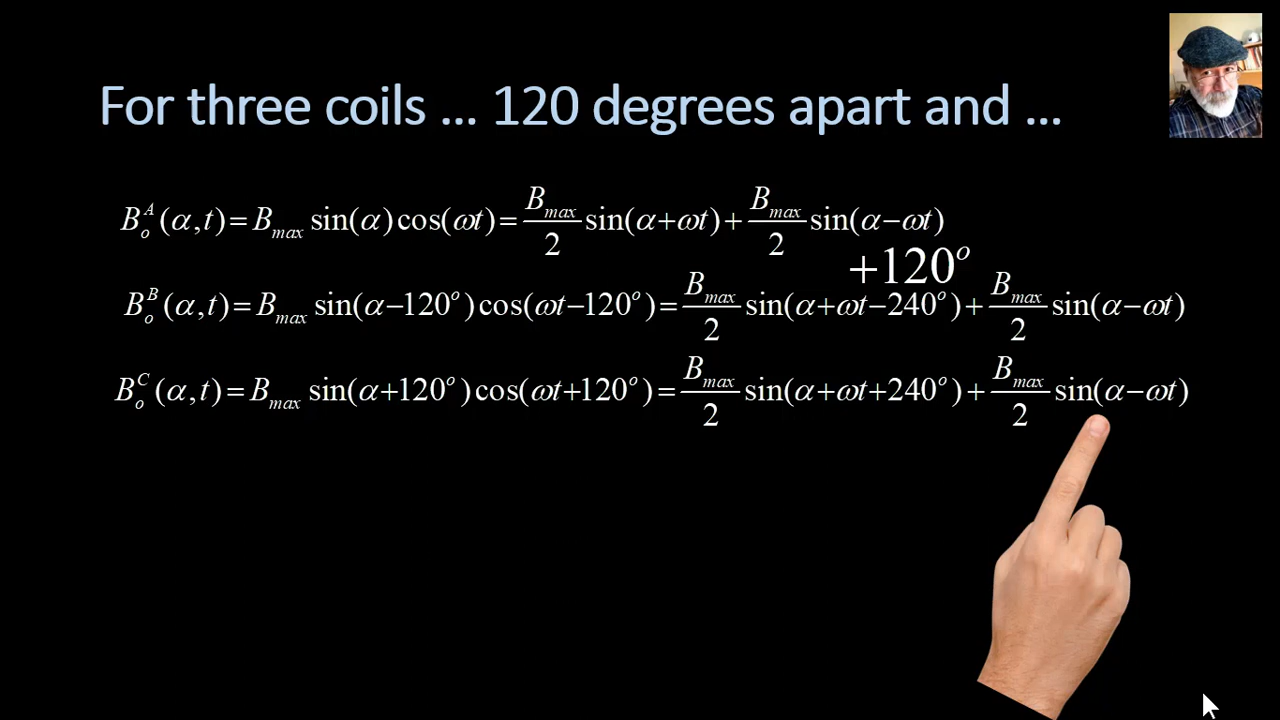 For three coils ... 120 degrees apart and ...
B_o^A(α,t) = B_max sin(α)cos(ωt) = B_max/2 sin(α+ωt) + B_max/2 sin(α−ωt)
+120°
B_o^B(α,t) = B_max sin(α−120°)cos(ωt−120°) = B_max/2 sin(α+ωt−240°) + B_max/2 sin(α−ωt)
B_o^C(α,t) = B_max sin(α+120°)cos(ωt+120°) = B_max/2 sin(α+ωt+240°) + B_max/2 sin(α−ωt)